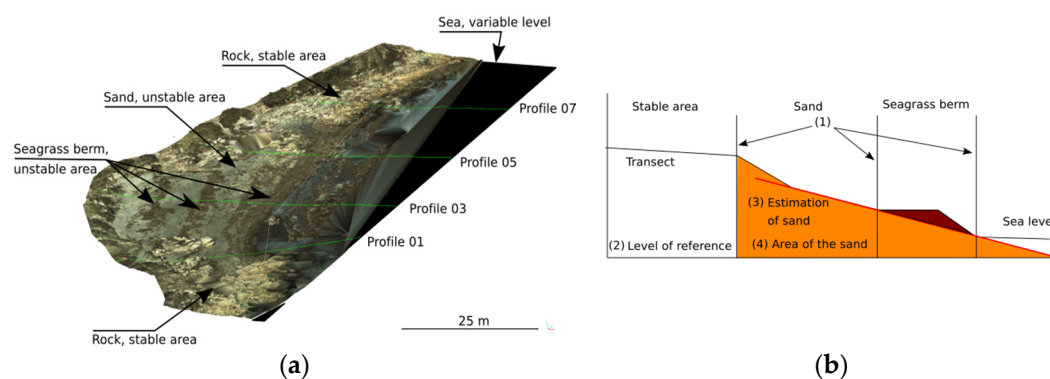 Sea, variable level
Rock, stable area
Sand, unstable area
Seagrass berm,
unstable area
Profile 07
Profile 05
Profile 03
Profile 01
Rock, stable area
25 m
(a)
Stable area
Sand
(1)
Seagrass berm
Transect
(3) Estimation
of sand
Sea level
(2) Level of reference
(4) Area of the sand
(b)